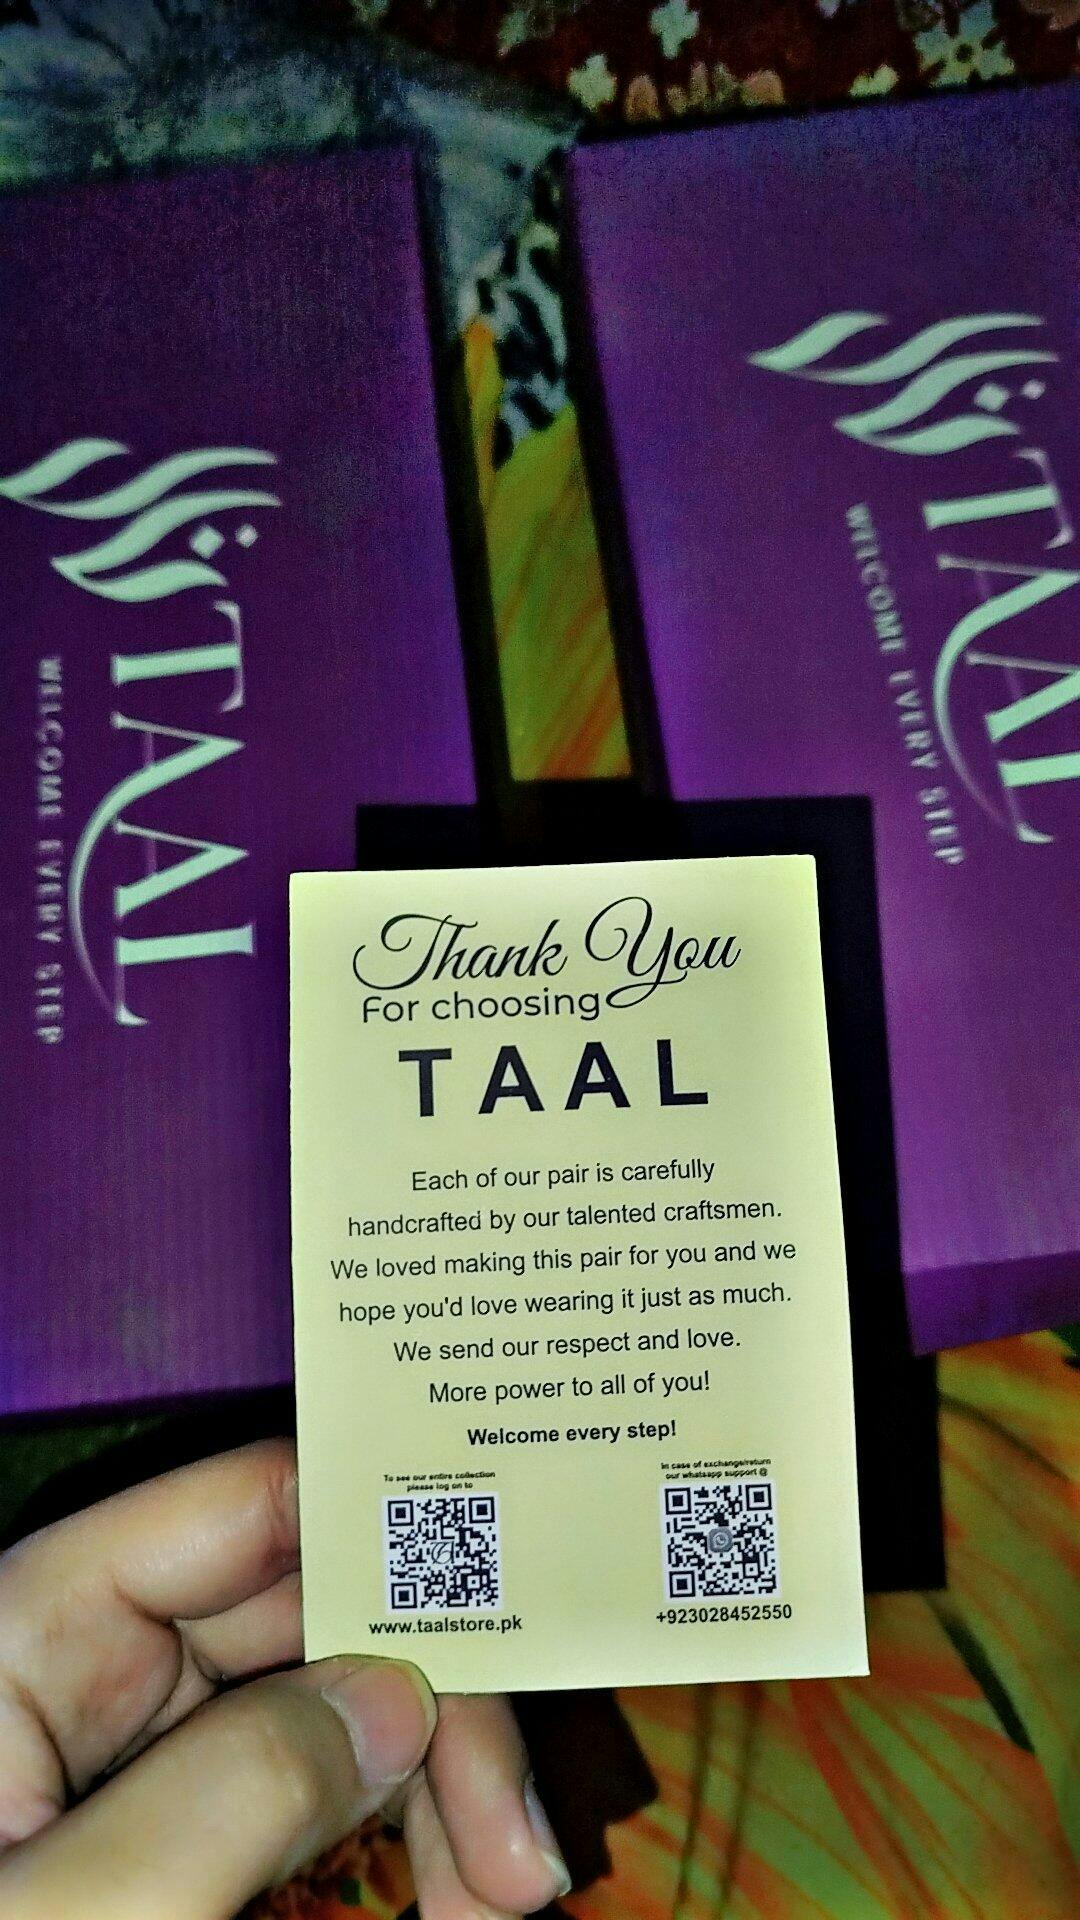 TAAL
WELCOME EVERY STEP
TAAL
WELCOME EVERY STEP
Thank You
For choosing
TAAL
Each of our pair is carefully
handcrafted by our talented craftsmen.
We loved making this pair for you and we
hope you'd love wearing it just as much.
We send our respect and love.
More power to all of you!
Welcome every step!
To see our entire collection
please log on to
www.taalstore.pk
In case of exchange/return
our whatsapp support @
+923028452550